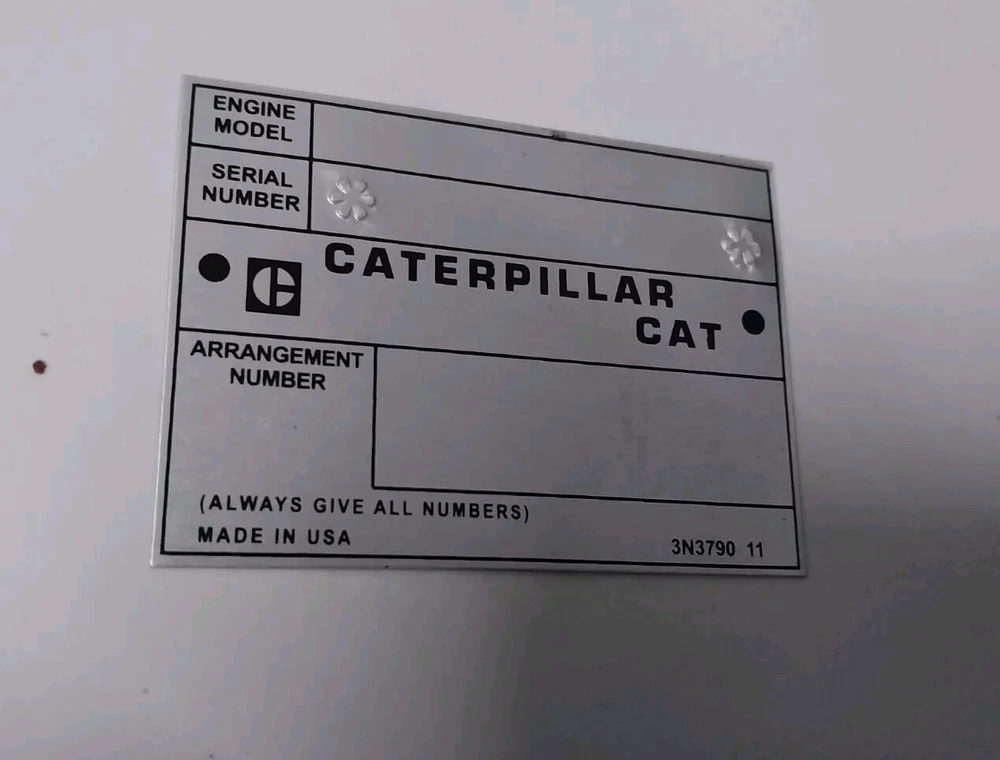 ENGINE
MODEL
SERIAL
NUMBER
CATERPILLAR
CAT
ARRANGEMENT
NUMBER
(ALWAYS GIVE ALL NUMBERS)
MADE IN USA
3N3790 11